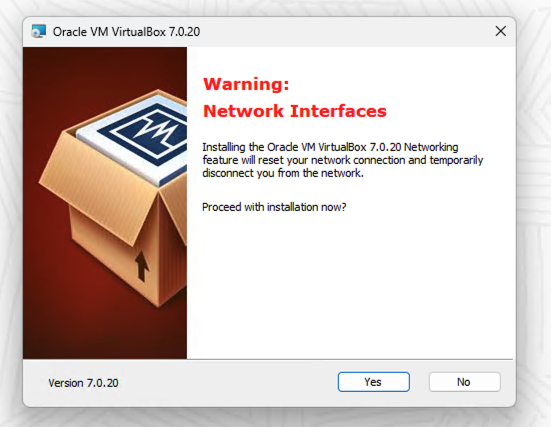 Oracle VM VirtualBox 7.0.20
Warning:
Network Interfaces
Installing the Oracle VM VirtualBox 7.0.20 Networking
feature will reset your network connection and temporarily
disconnect you from the network.
Proceed with installation now?
Version 7.0.20
Yes
No